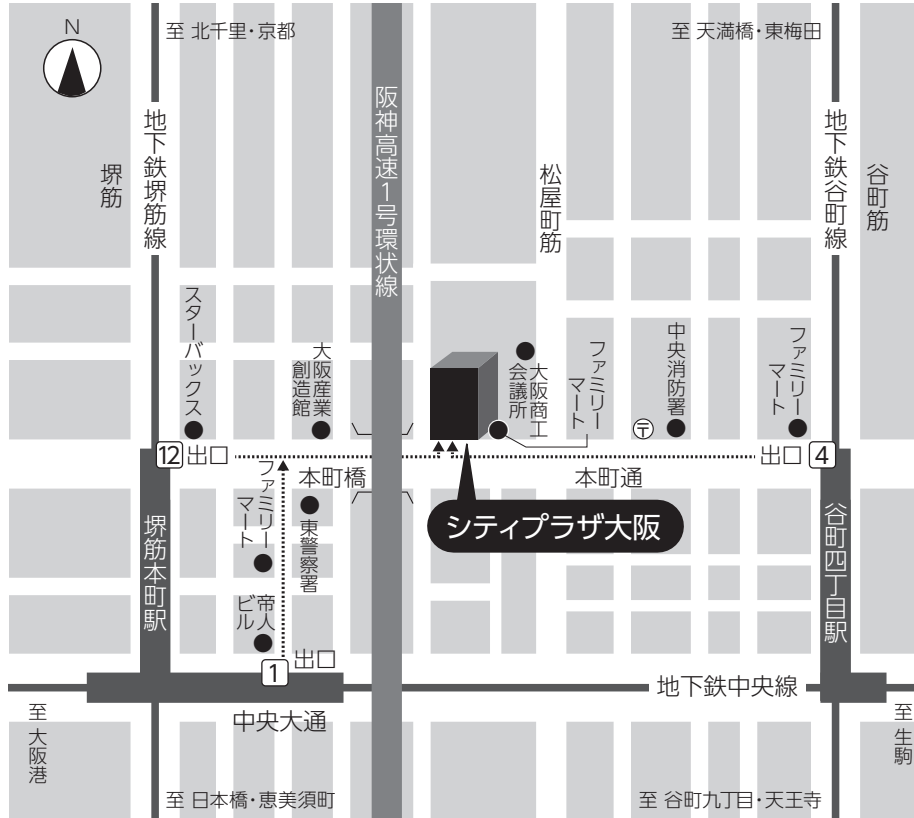 N
至 北千里・京都
至 天満橋・東梅田
堺筋
地下鉄堺筋線
阪神高速1号環状線
松屋町筋
地下鉄谷町線
谷町筋
スターバックス
大阪産業
創造館
大阪商工
会議所
ファミリー
マート
中央消防署
ファミリー
マート
〒
12 出口
本町橋
本町通
出口 4
シティプラザ大阪
ファミリー
マート
東警察署
堺筋本町駅
谷町四丁目駅
帝人
ビル
1 出口
地下鉄中央線
中央大通
至 大阪港
至 生駒
至 日本橋・恵美須町
至 谷町九丁目・天王寺